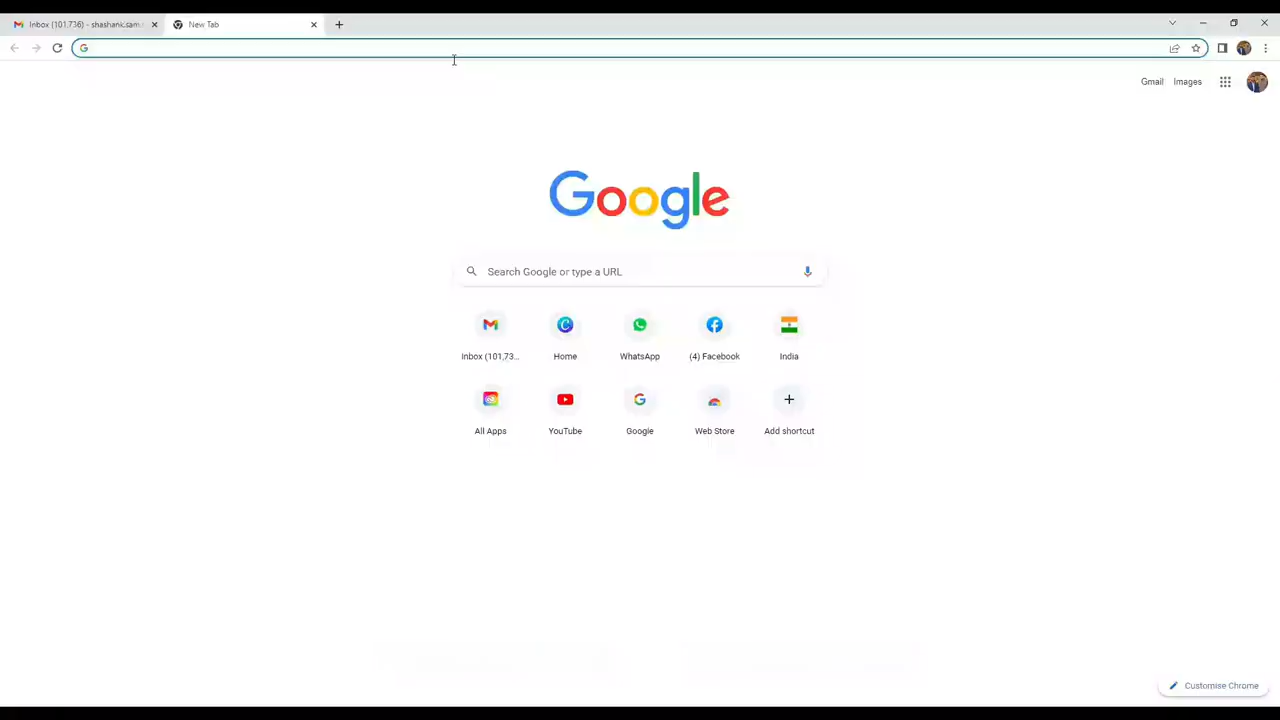 Inbox (101,736) - shashank.samu
New Tab
Gmail Images
Google
Search Google or type a URL
Inbox (101,73... Home WhatsApp (4) Facebook India
All Apps YouTube Google Web Store Add shortcut
Customise Chrome